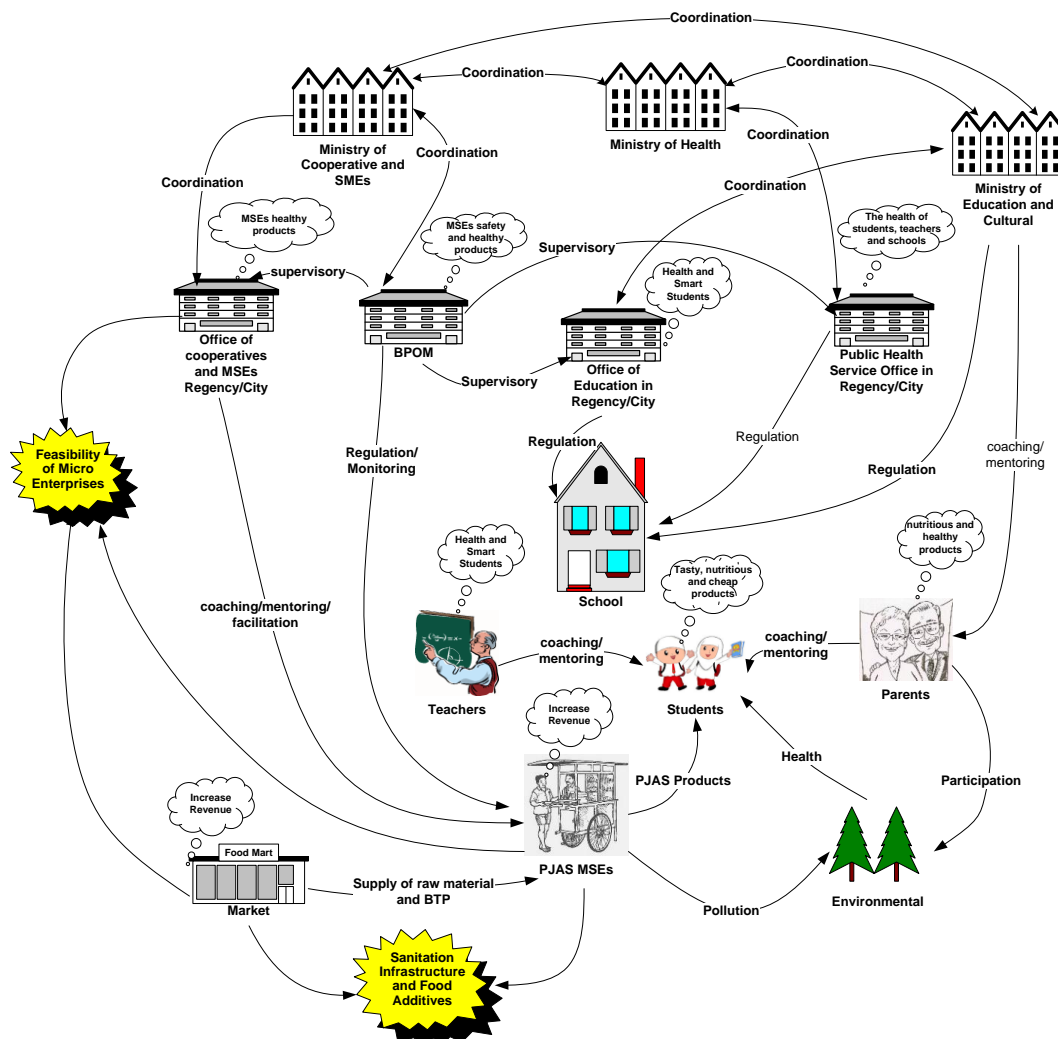 Coordination
Coordination
Coordination
Ministry of
Cooperative and
SMEs
Ministry of Health
Coordination
Coordination
Coordination
Coordination
Ministry of
Education and
Cultural
MSEs healthy
products
MSEs safety
and healthy
products
The health of
students, teachers
and schools
supervisory
Supervisory
Health and
Smart
Students
Office of
cooperatives
and MSEs
Regency/City
BPOM
Supervisory
Office of
Education in
Regency/City
Public Health
Service Office in
Regency/City
Feasibility
of Micro
Enterprises
Regulation/
Monitoring
Regulation
Regulation
Regulation
coaching/
mentoring
Health and
Smart
Students
Tasty, nutritious
and cheap
products
nutritious and
healthy
products
School
coaching/mentoring/
facilitation
coaching/
mentoring
coaching/
mentoring
Teachers
Students
Parents
Increase
Revenue
Health
PJAS Products
Participation
Increase
Revenue
Food Mart
Market
Supply of raw material
and BTP
PJAS MSEs
Pollution
Environmental
Sanitation
Infrastructure
and Food
Additives